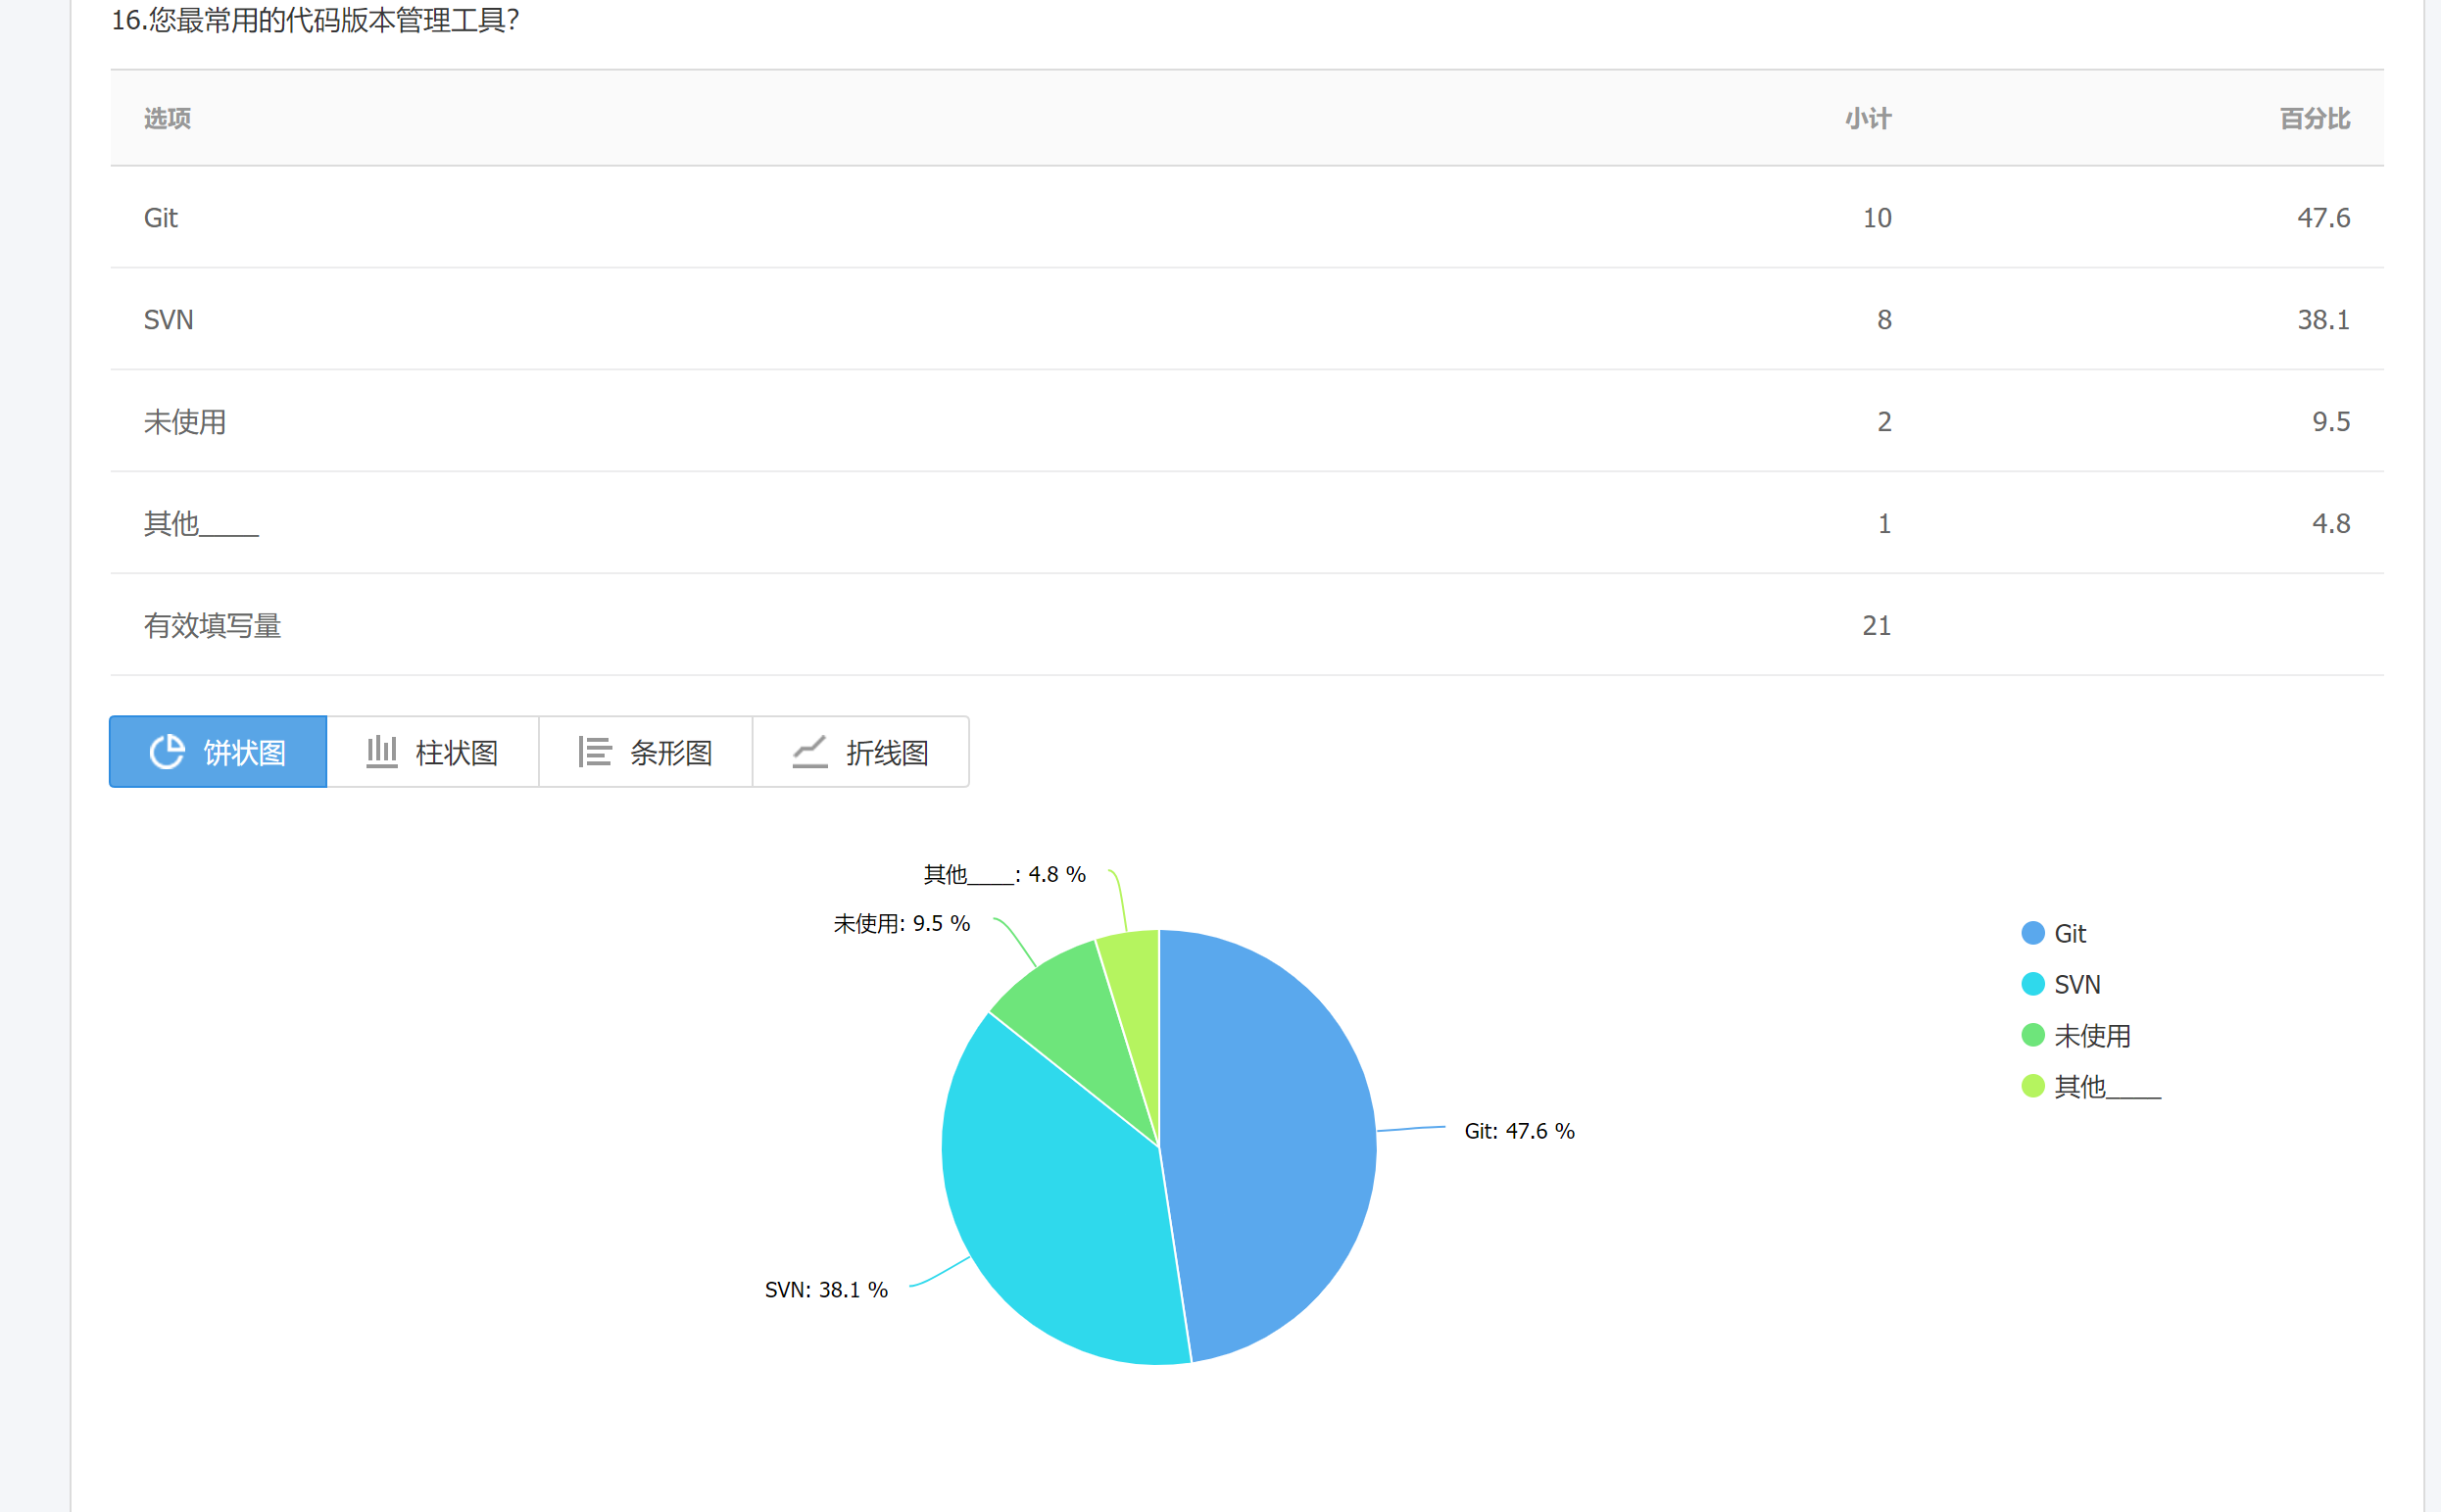 16.您最常用的代码版本管理工具?
选项 小计 百分比
Git 10 47.6
SVN 8 38.1
未使用 2 9.5
其他____ 1 4.8
有效填写量 21
饼状图 柱状图 条形图 折线图
其他____: 4.8 %
未使用: 9.5 %
Git: 47.6 %
SVN: 38.1 %
Git
SVN
未使用
其他____